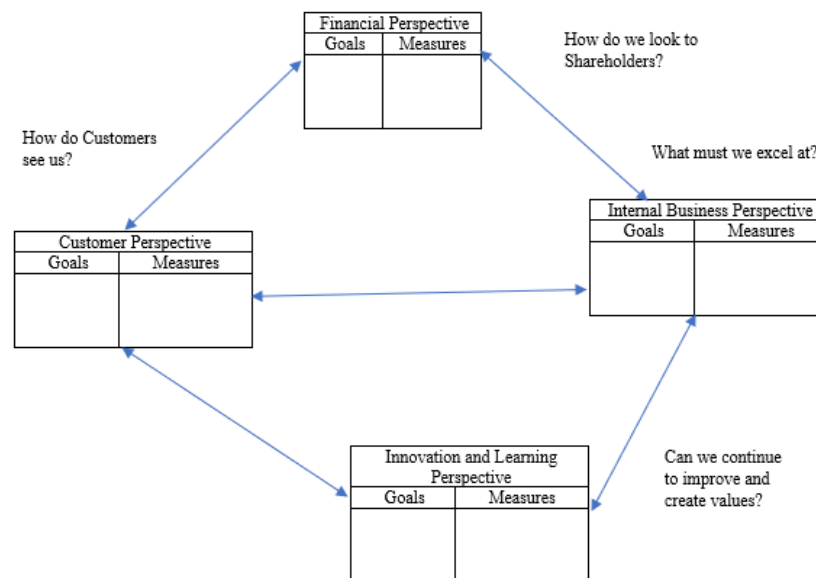 Financial Perspective
Goals Measures
How do we look to
Shareholders?
How do Customers
see us?
What must we excel at?
Internal Business Perspective
Goals Measures
Customer Perspective
Goals Measures
Innovation and Learning
Perspective
Goals Measures
Can we continue
to improve and
create values?